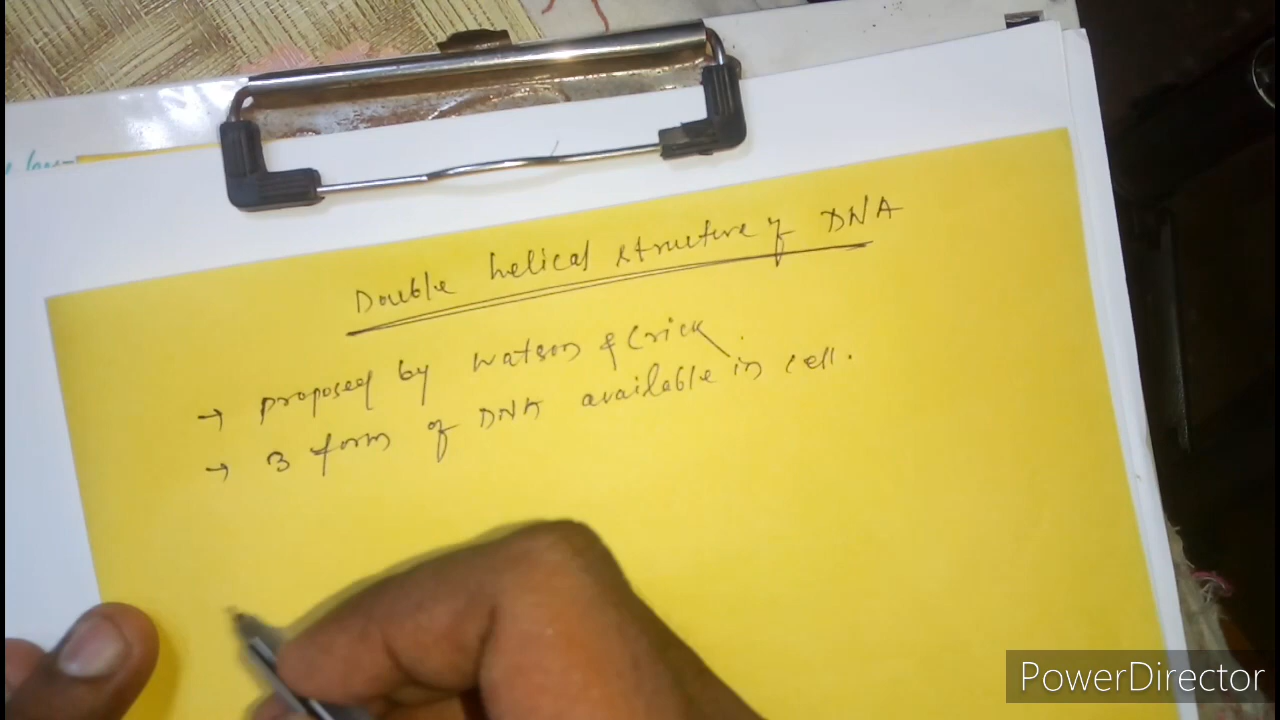 Double helical structure of DNA
→ proposed by Watson & Crick.
→ 3 form of DNA available in cell.
PowerDirector